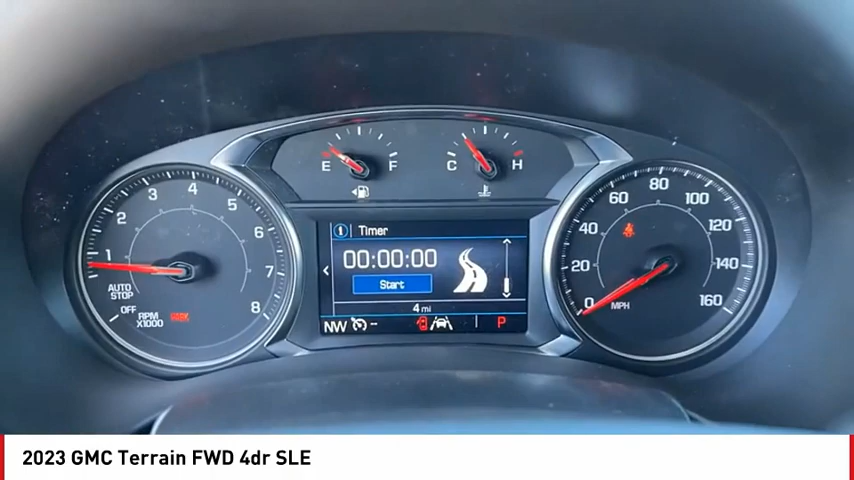 E F C H
1 2 3 4 5 6 7 8
AUTO
STOP
OFF
RPM
X1000
Timer
00:00:00
Start
4 mi
NW -- P
0 20 40 60 80 100 120 140 160
MPH
2023 GMC Terrain FWD 4dr SLE